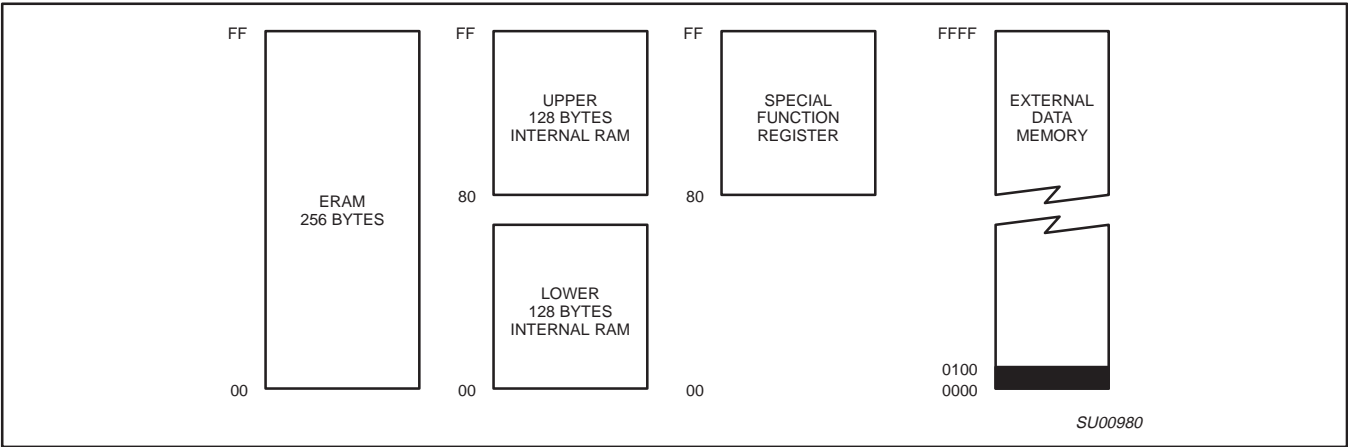 FF
ERAM
256 BYTES
00
FF
UPPER
128 BYTES
INTERNAL RAM
80
LOWER
128 BYTES
INTERNAL RAM
00
FF
SPECIAL
FUNCTION
REGISTER
80
00
FFFF
EXTERNAL
DATA
MEMORY
0100
0000
SU00980